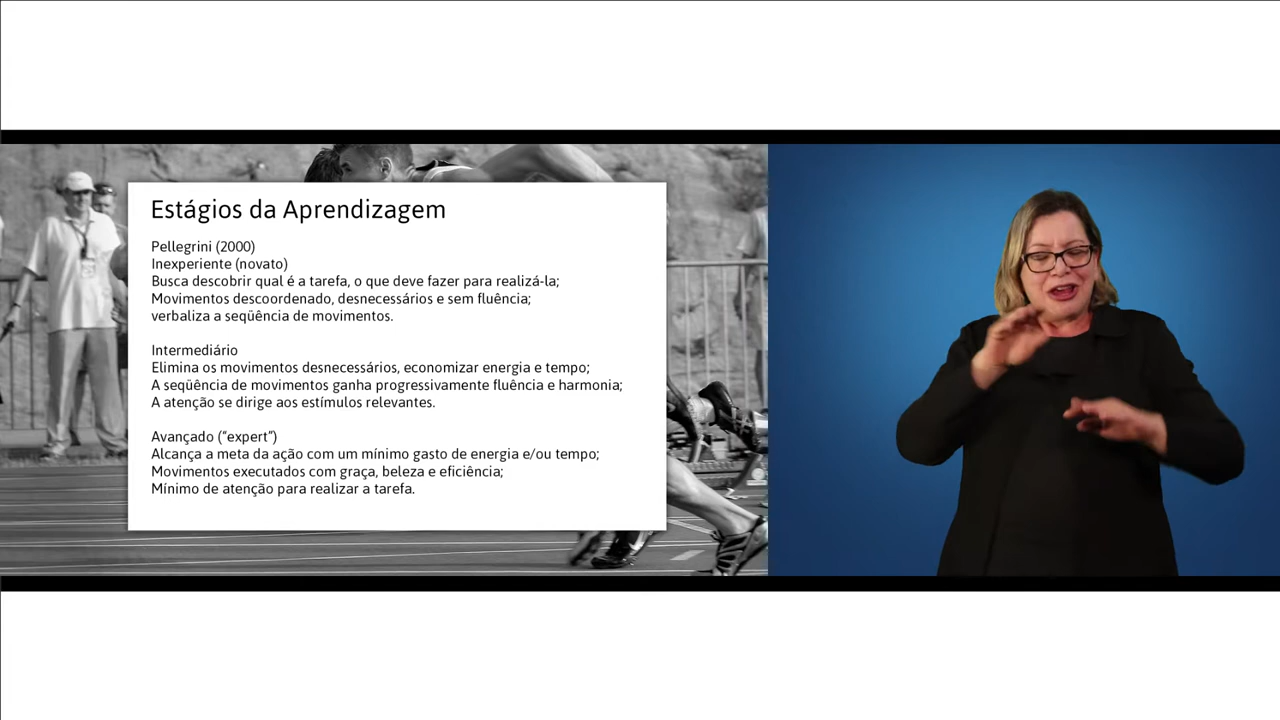 Estágios da Aprendizagem
Pellegrini (2000)
Inexperiente (novato)
Busca descobrir qual é a tarefa, o que deve fazer para realizá-la;
Movimentos descoordenado, desnecessários e sem fluência;
verbaliza a seqüência de movimentos.
Intermediário
Elimina os movimentos desnecessários, economizar energia e tempo;
A seqüência de movimentos ganha progressivamente fluência e harmonia;
A atenção se dirige aos estímulos relevantes.
Avançado (“expert”)
Alcança a meta da ação com um mínimo gasto de energia e/ou tempo;
Movimentos executados com graça, beleza e eficiência;
Mínimo de atenção para realizar a tarefa.